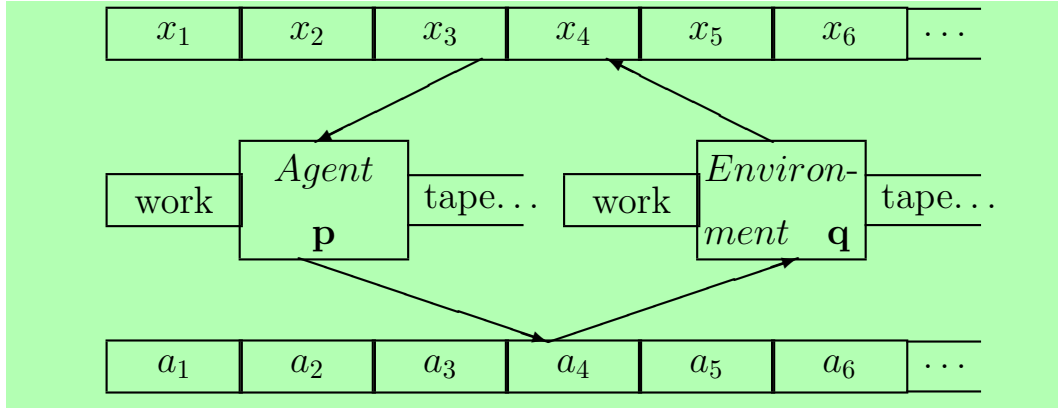 x₁ x₂ x₃ x₄ x₅ x₆ ...
Agent Environ-
work tape... work tape...
p ment q
a₁ a₂ a₃ a₄ a₅ a₆ ...